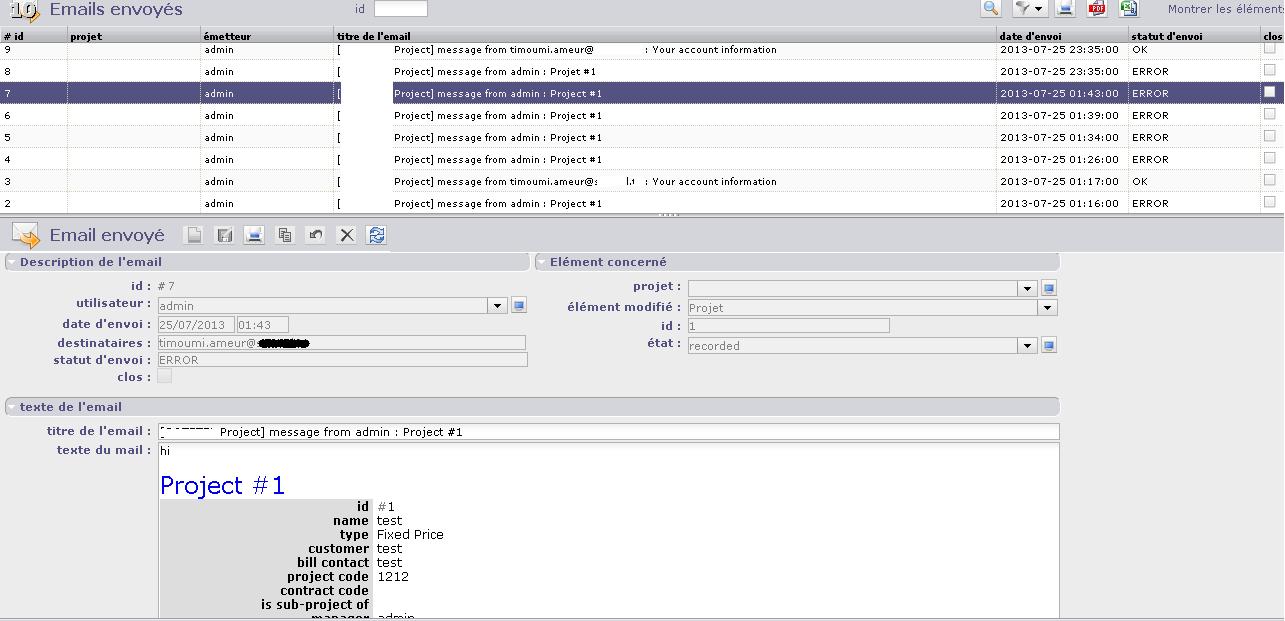 10 Emails envoyés id Montrer les éléments
# id projet émetteur titre de l'email date d'envoi statut d'envoi clos
9 admin [ Project] message from timoumi.ameur@ : Your account information 2013-07-25 23:35:00 OK
8 admin [ Project] message from admin : Projet #1 2013-07-25 23:35:00 ERROR
7 admin [ Project] message from admin : Project #1 2013-07-25 01:43:00 ERROR
6 admin [ Project] message from admin : Project #1 2013-07-25 01:39:00 ERROR
5 admin [ Project] message from admin : Project #1 2013-07-25 01:34:00 ERROR
4 admin [ Project] message from admin : Project #1 2013-07-25 01:26:00 ERROR
3 admin [ Project] message from timoumi.ameur@ : Your account information 2013-07-25 01:17:00 OK
2 admin [ Project] message from admin : Project #1 2013-07-25 01:16:00 ERROR
Email envoyé
Description de l'email
id : #7
utilisateur : admin
date d'envoi : 25/07/2013 01:43
destinataires : timoumi.ameur@
statut d'envoi : ERROR
clos :
Elément concerné
projet :
élément modifié : Projet
id : 1
état : recorded
texte de l'email
titre de l'email : [ Project] message from admin : Project #1
texte du mail : hi
Project #1
id #1
name test
type Fixed Price
customer test
bill contact test
project code 1212
contract code
is sub-project of
manager admin